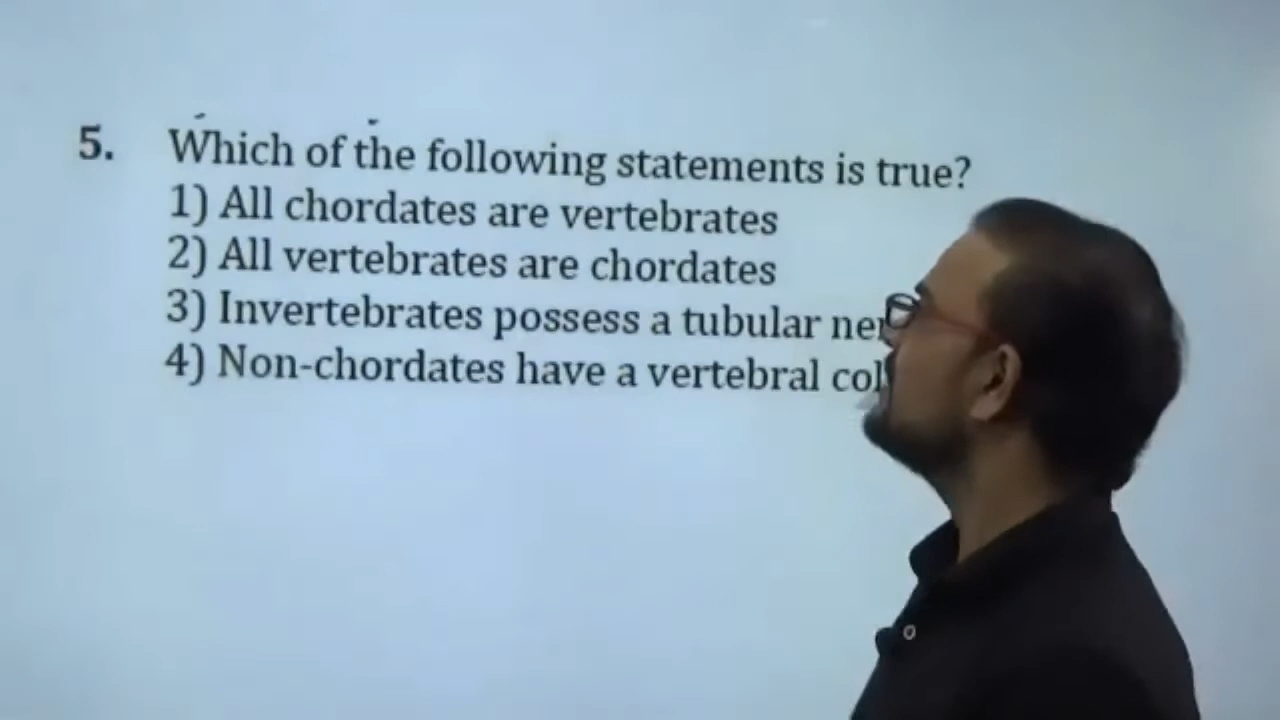 5. Which of the following statements is true?
1) All chordates are vertebrates
2) All vertebrates are chordates
3) Invertebrates possess a tubular
4) Non-chordates have a vertebral